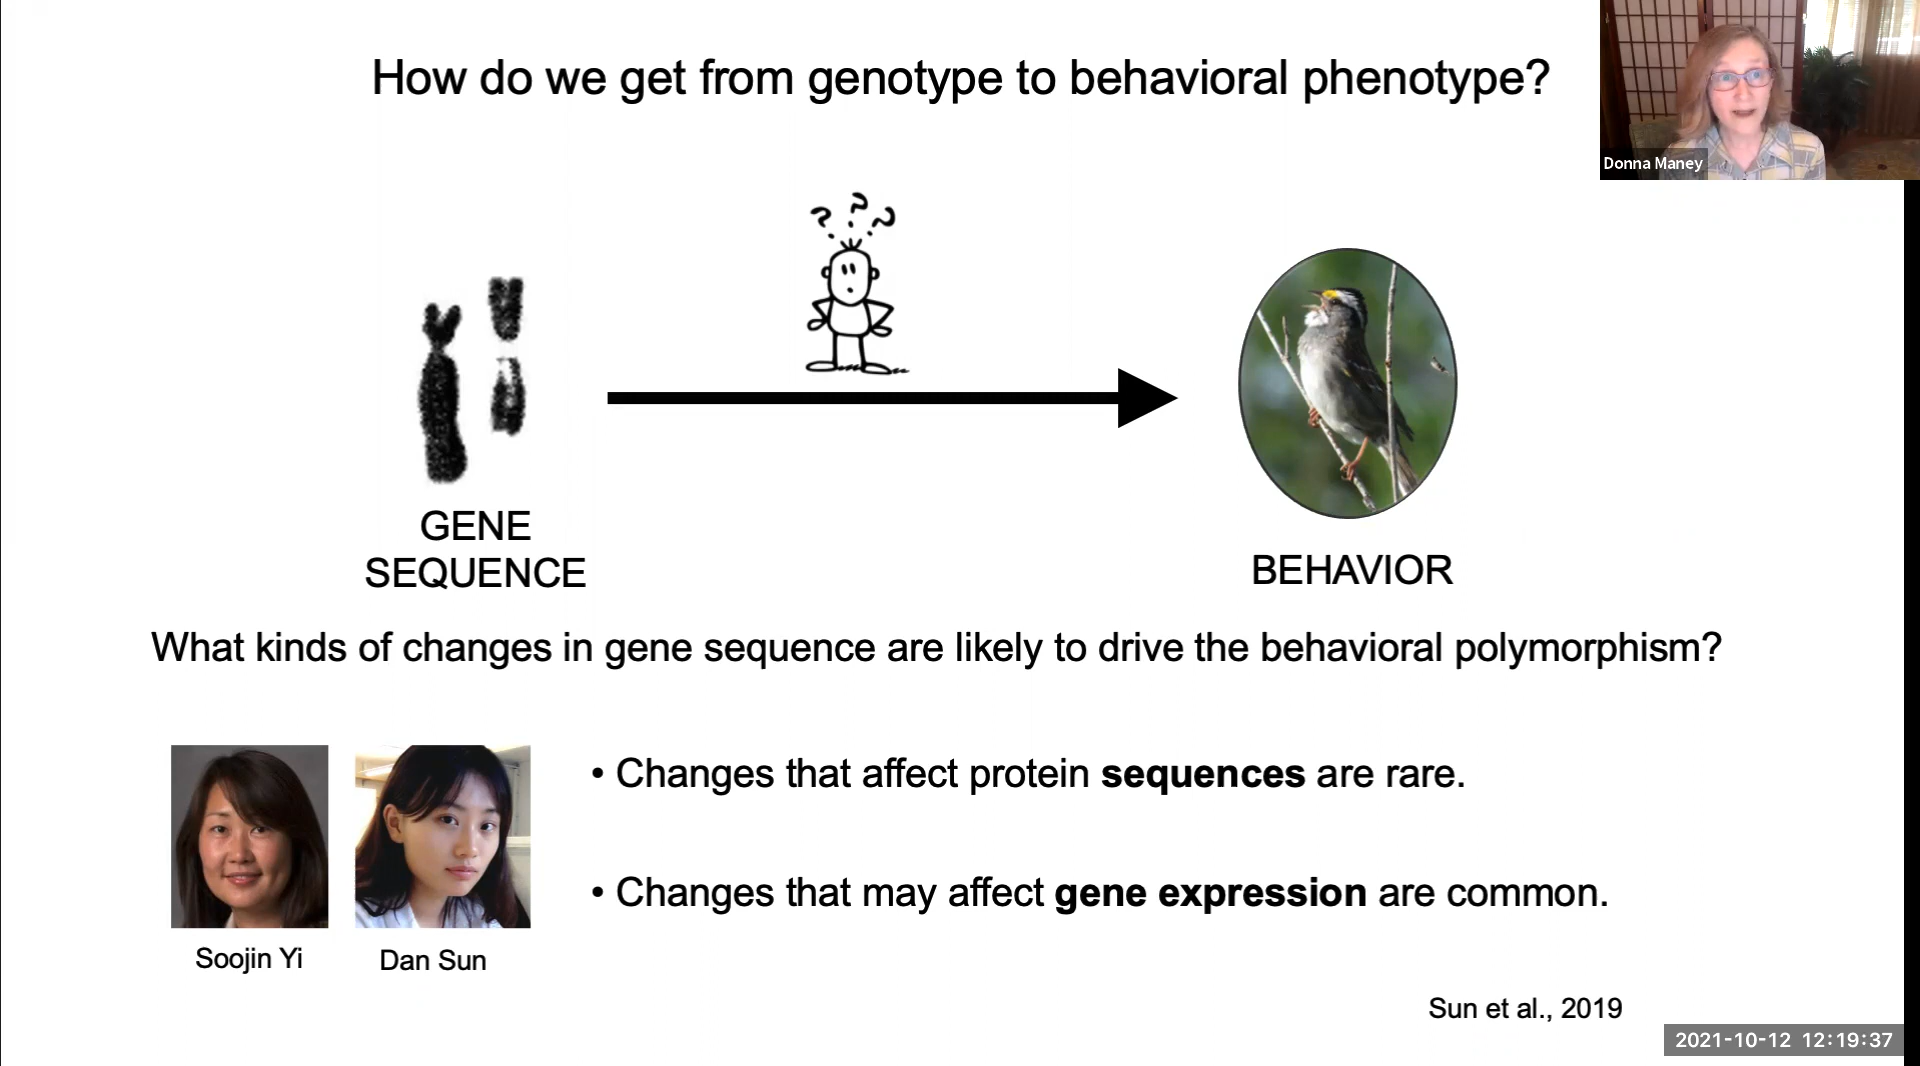 How do we get from genotype to behavioral phenotype?
Donna Maney
? ? ?
GENE
SEQUENCE
BEHAVIOR
What kinds of changes in gene sequence are likely to drive the behavioral polymorphism?
• Changes that affect protein sequences are rare.
• Changes that may affect gene expression are common.
Soojin Yi
Dan Sun
Sun et al., 2019
2021-10-12 12:19:37